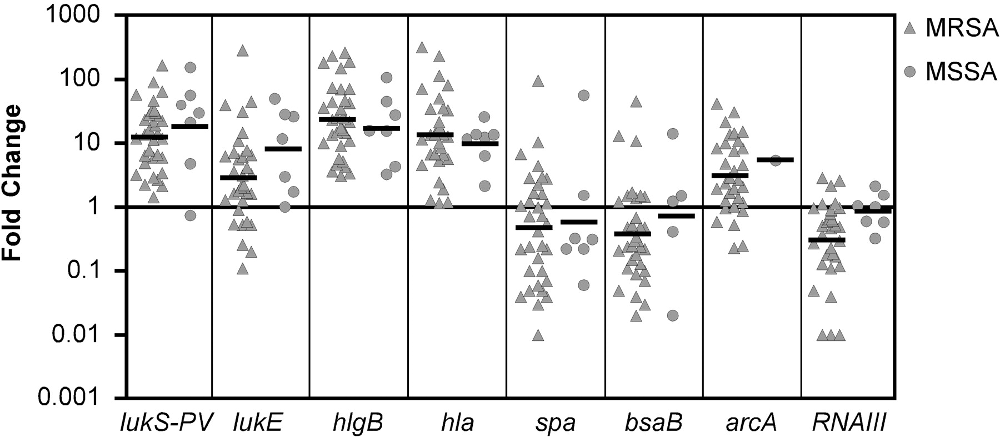 Fold Change
1000
100
10
1
0.1
0.01
0.001
lukS-PV lukE hlgB hla spa bsaB arcA RNAIII
MRSA
MSSA